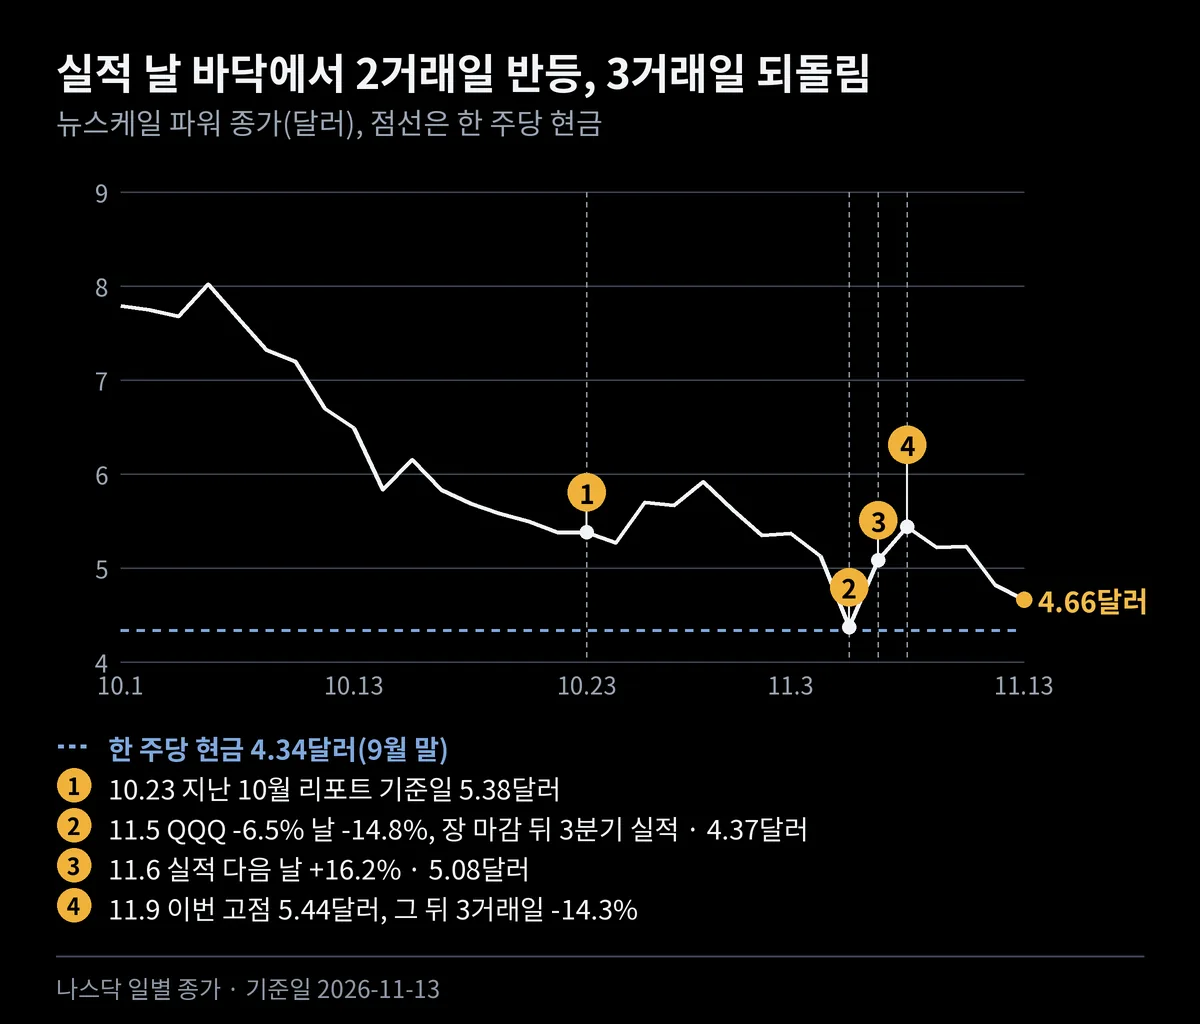 실적 날 바닥에서 2거래일 반등, 3거래일 되돌림
뉴스케일 파워 종가(달러), 점선은 한 주당 현금
9
8
7
6
5
4
1
2
3
4
4.66달러
10.1
10.13
10.23
11.3
11.13
한 주당 현금 4.34달러(9월 말)
1 10.23 지난 10월 리포트 기준일 5.38달러
2 11.5 QQQ -6.5% 날 -14.8%, 장 마감 뒤 3분기 실적 · 4.37달러
3 11.6 실적 다음 날 +16.2% · 5.08달러
4 11.9 이번 고점 5.44달러, 그 뒤 3거래일 -14.3%
나스닥 일별 종가 · 기준일 2026-11-13